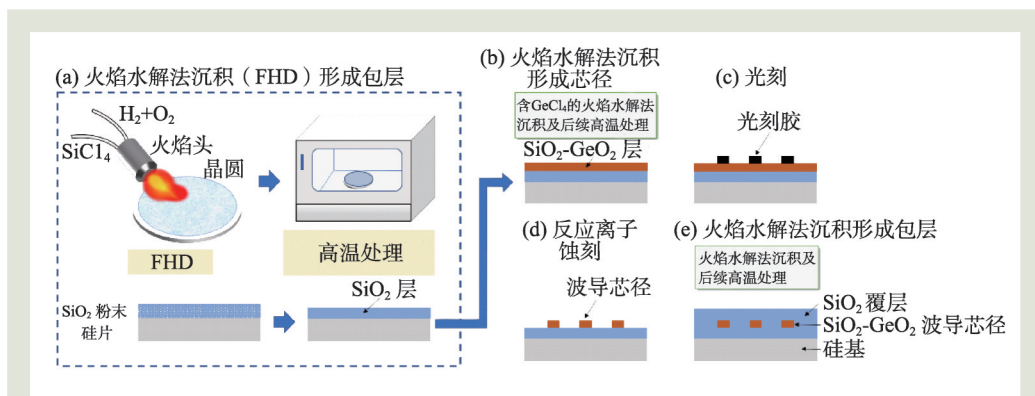 (a) 火焰水解法沉积（FHD）形成包层
H₂+O₂
SiC1₄
火焰头
晶圆
FHD
高温处理
SiO₂ 粉末
硅片
SiO₂ 层
(b) 火焰水解法沉积
形成芯径
含GeCl₄的火焰水解法
沉积及后续高温处理
SiO₂-GeO₂ 层
(c) 光刻
光刻胶
(d) 反应离子
蚀刻
波导芯径
(e) 火焰水解法沉积形成包层
火焰水解法沉积及
后续高温处理
SiO₂ 覆层
SiO₂-GeO₂ 波导芯径
硅基